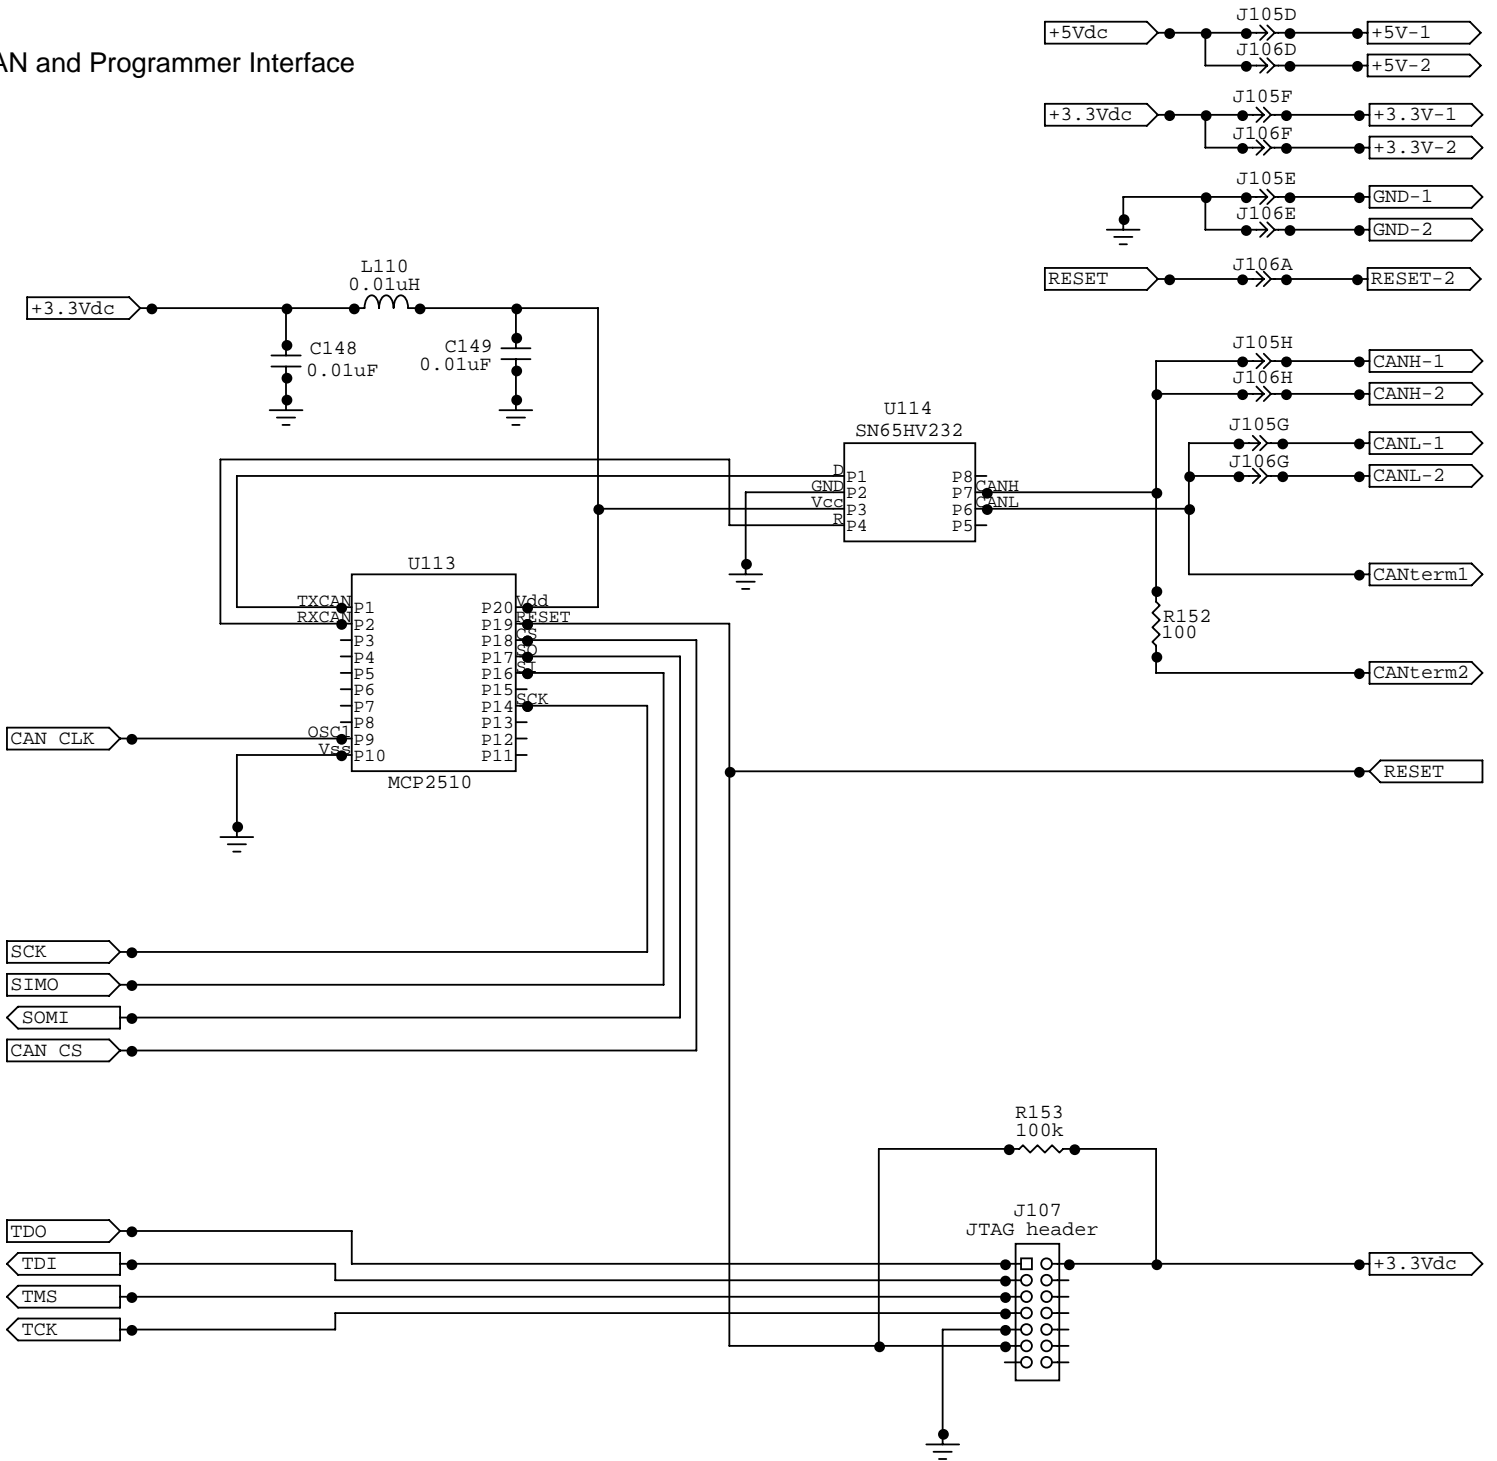 AN and Programmer Interface
+5Vdc
J105D
+5V-1
J106D
+5V-2
+3.3Vdc
J105F
+3.3V-1
J106F
+3.3V-2
J105E
GND-1
J106E
GND-2
RESET
J106A
RESET-2
+3.3Vdc
L110
0.01uH
C148
0.01uF
C149
0.01uF
J105H
CANH-1
J106H
CANH-2
J105G
CANL-1
J106G
CANL-2
U114
SN65HV232
D P1
GND P2
Vcc P3
R P4
P8
P7 CANH
P6 CANL
P5
CANterm1
R152
100
CANterm2
U113
TXCAN P1
RXCAN P2
P3
P4
P5
P6
P7
P8
OSC1 P9
Vss P10
P20 Vdd
P19 RESET
P18 CS
P17 SO
P16 SI
P15
P14 SCK
P13
P12
P11
MCP2510
CAN CLK
RESET
SCK
SIMO
SOMI
CAN CS
R153
100k
J107
JTAG header
TDO
TDI
TMS
TCK
+3.3Vdc